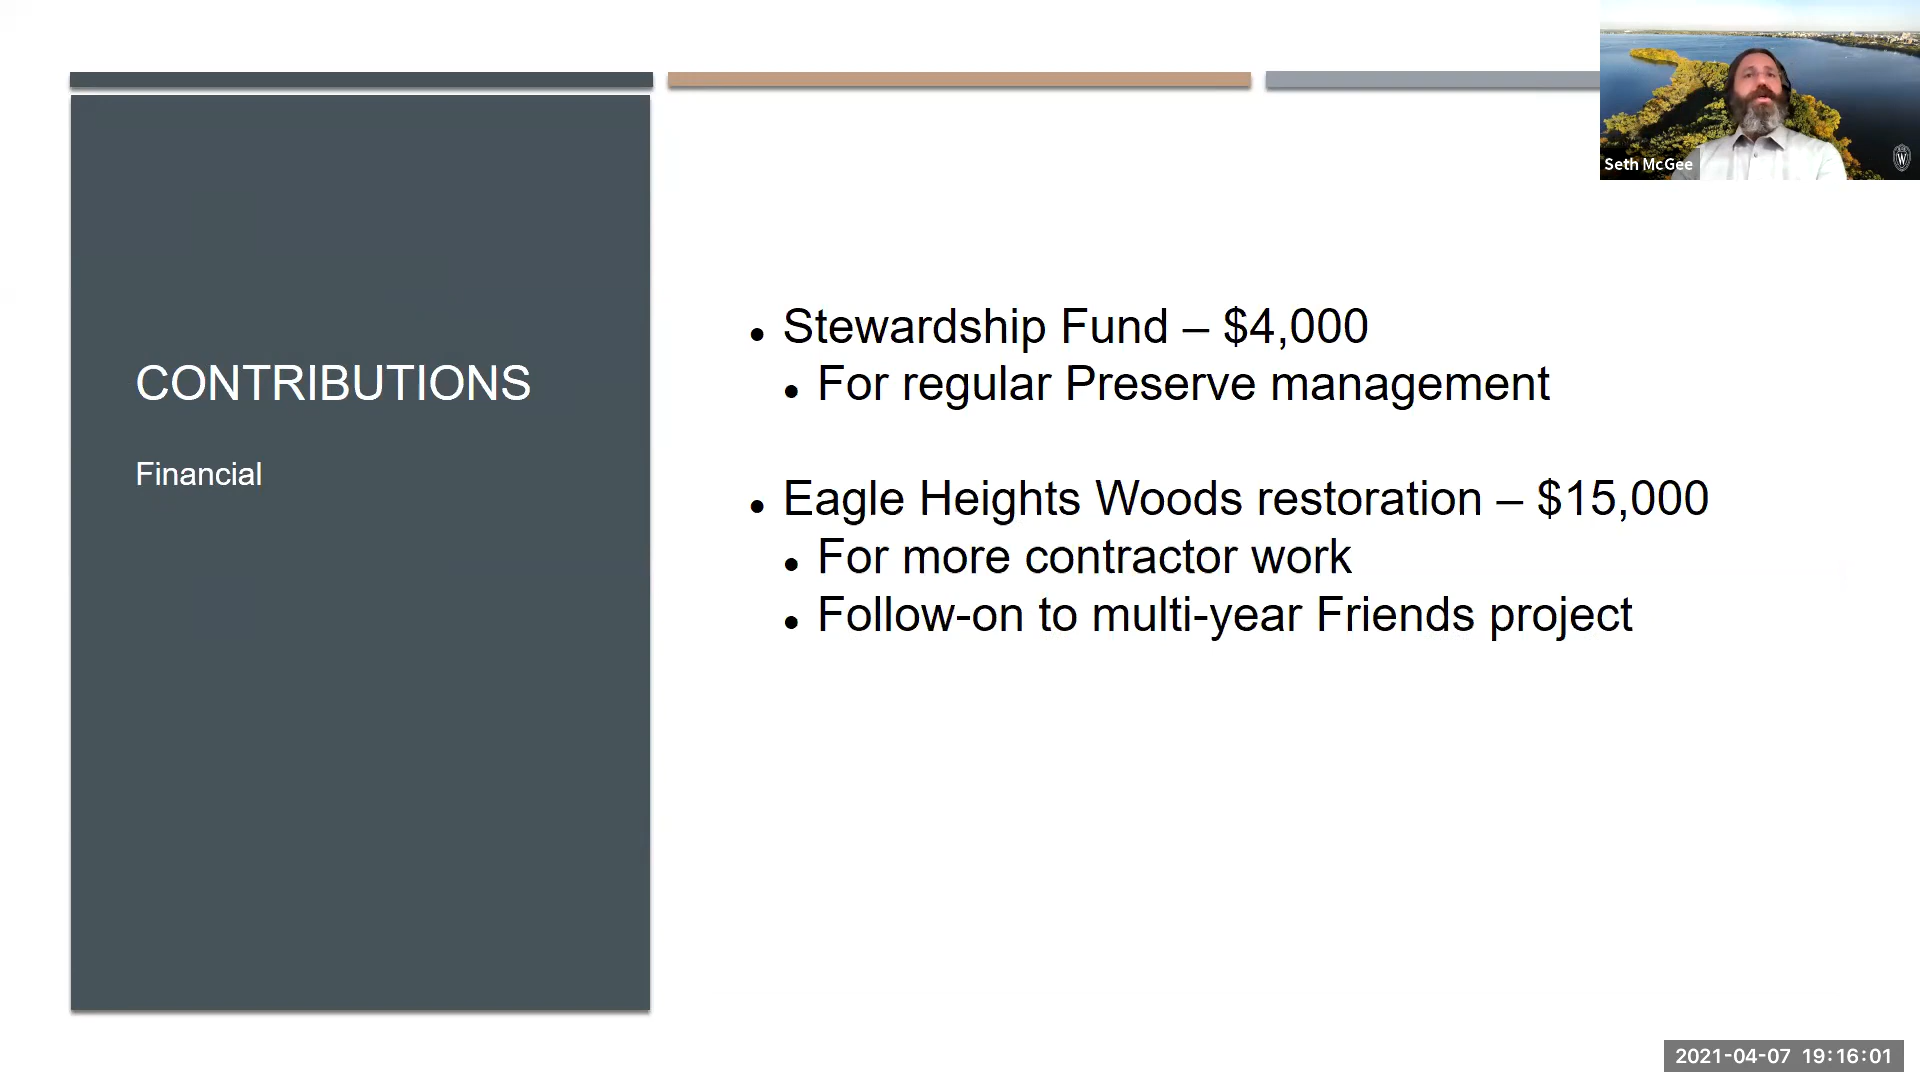 CONTRIBUTIONS
Financial
• Stewardship Fund – $4,000
• For regular Preserve management
• Eagle Heights Woods restoration – $15,000
• For more contractor work
• Follow-on to multi-year Friends project
Seth McGee
W
2021-04-07 19:16:01